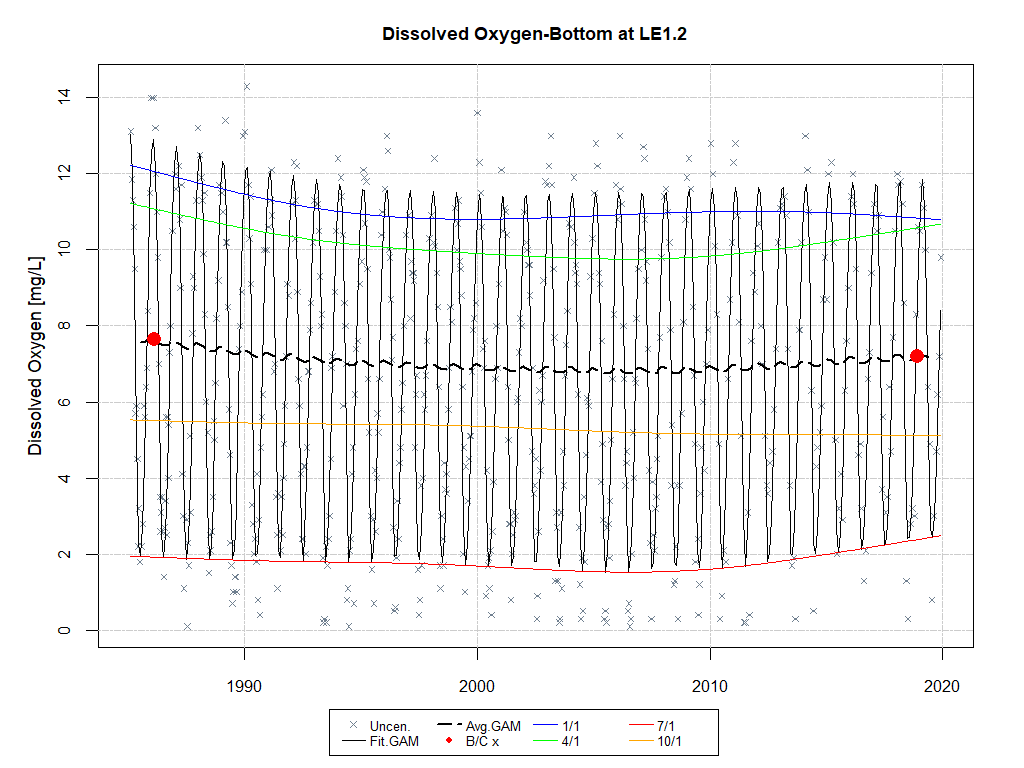 Dissolved Oxygen-Bottom at LE1.2
Dissolved Oxygen [mg/L]
14
12
10
8
6
4
2
0
1990 2000 2010 2020
Uncen. Avg.GAM 1/1 7/1
Fit.GAM B/C x 4/1 10/1